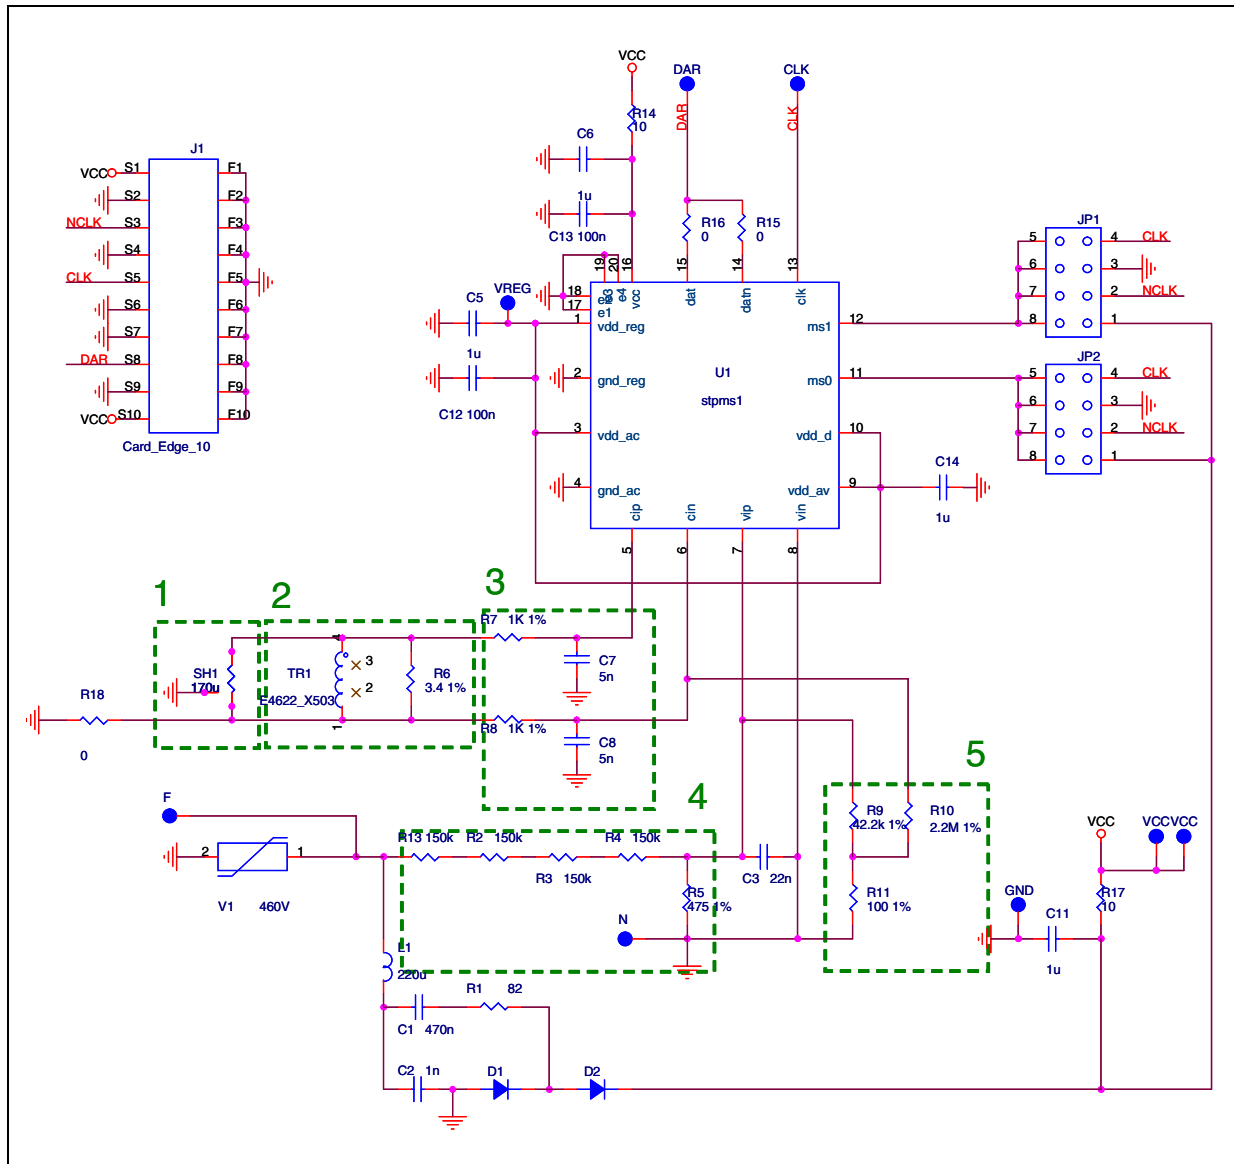 VCC
DAR
CLK
R14
10
DAR
CLK
C6
1u
C13 100n
R16
0
R15
0
J1
VCC S1 F1
S2 F2
NCLK S3 F3
S4 F4
CLK S5 F5
S6 F6
S7 F7
DAR S8 F8
S9 F9
VCC S10 F10
Card_Edge_10
19 20 16 15 14 13
18
17
e3 e4 vcc dat datn clk
e1
C5
VREG
1u
C12 100n
1 vdd_reg
2 gnd_reg
3 vdd_ac
4 gnd_ac
U1
stpms1
ms1 12
ms0 11
vdd_d 10
vdd_av 9
cip cin vip vin
5 6 7 8
JP1
5 4 CLK
6 3
7 2 NCLK
8 1
JP2
5 4 CLK
6 3
7 2 NCLK
8 1
C14
1u
1
2
3
4
5
SH1
170u
R18
0
TR1
E4622_X503
4
3
2
1
R6
3.4 1%
R7 1K 1%
C7
5n
R8 1K 1%
C8
5n
F
2 1
V1 460V
R13 150k R2 150k R4 150k
R3 150k
R5
475 1%
N
C3 22n
R9
42.2k 1%
R10
2.2M 1%
R11
100 1%
VCC
VCC VCC
R17
10
GND
C11
1u
L1
220u
R1 82
C1 470n
C2 1n
D1
D2